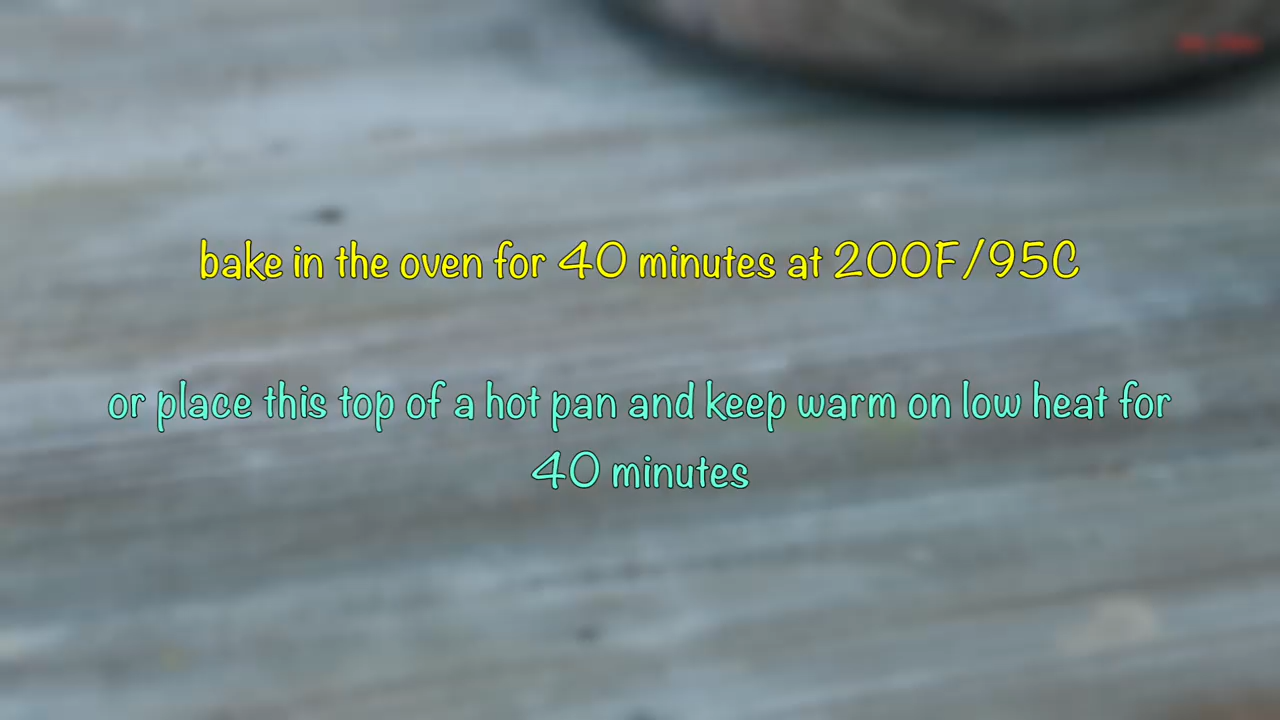 bake in the oven for 40 minutes at 200F/95C
or place this top of a hot pan and keep warm on low heat for
40 minutes